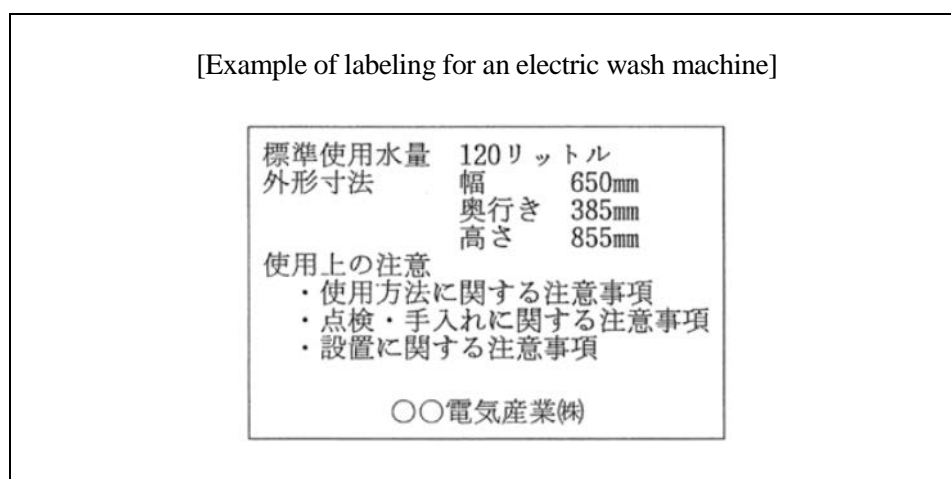 [Example of labeling for an electric wash machine]
標準使用水量 120リットル
外形寸法 幅 650㎜
奥行き 385㎜
高さ 855㎜
使用上の注意
・使用方法に関する注意事項
・点検・手入れに関する注意事項
・設置に関する注意事項
○○電気産業㈱